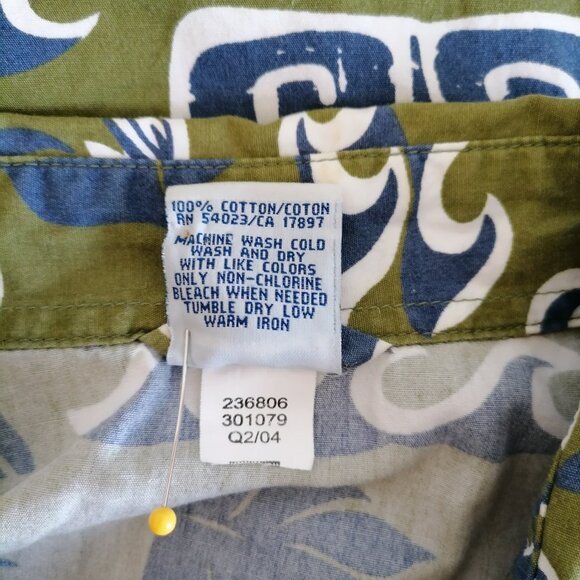 100% COTTON/COTON
RN 54023/CA 17897
MACHINE WASH COLD
WASH AND DRY
WITH LIKE COLORS
ONLY NON-CHLORINE
BLEACH WHEN NEEDED
TUMBLE DRY LOW
WARM IRON
236806
301079
Q2/04